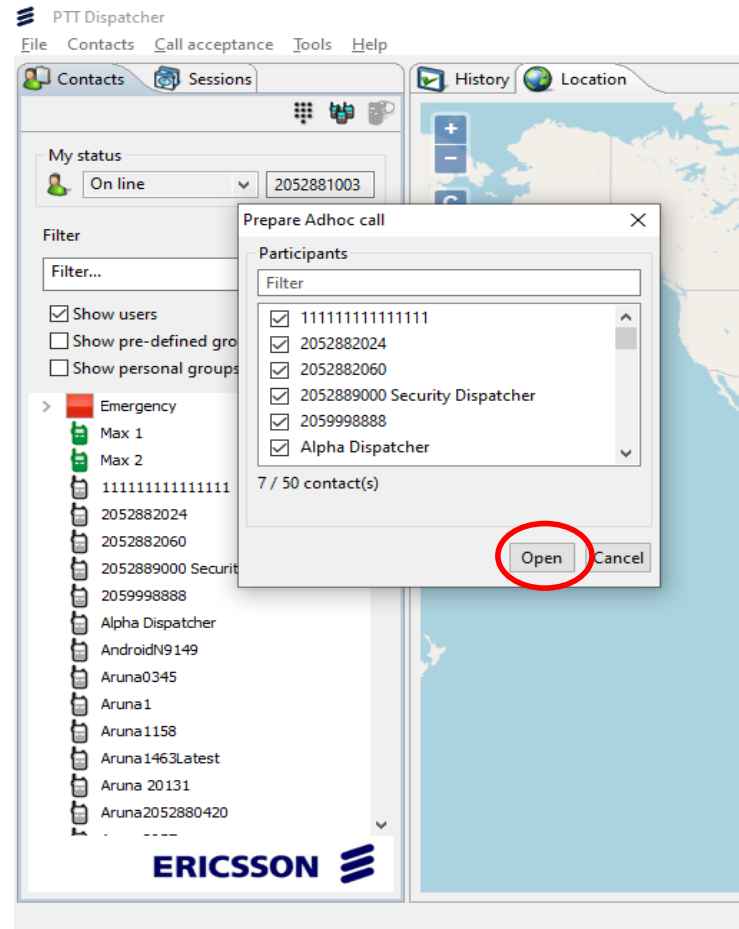 PTT Dispatcher
File Contacts Call acceptance Tools Help
Contacts Sessions
History Location
My status
On line 2052881003
Filter
Filter...
Show users
Show pre-defined gro
Show personal groups
Emergency
Max 1
Max 2
111111111111111
2052882024
2052882060
2052889000 Securit
2059998888
Alpha Dispatcher
AndroidN9149
Aruna0345
Aruna1
Aruna1158
Aruna1463Latest
Aruna 20131
Aruna2052880420
ERICSSON
+
−
Prepare Adhoc call
Participants
Filter
111111111111111
2052882024
2052882060
2052889000 Security Dispatcher
2059998888
Alpha Dispatcher
7 / 50 contact(s)
Open Cancel